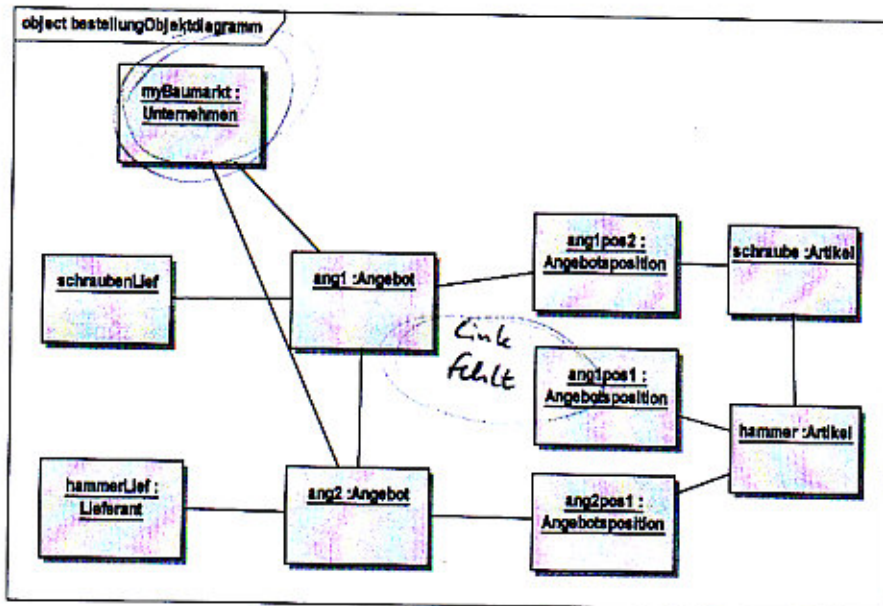 object bestellungObjektdiagramm
myBaumarkt :
Unternehmen
schraubenLief
ang1 :Angebot
ang1pos2 :
Angebotsposition
schraube :Artikel
Link
fehlt
ang1pos1 :
Angebotsposition
hammer :Artikel
hammerLief :
Lieferant
ang2 :Angebot
ang2pos1 :
Angebotsposition